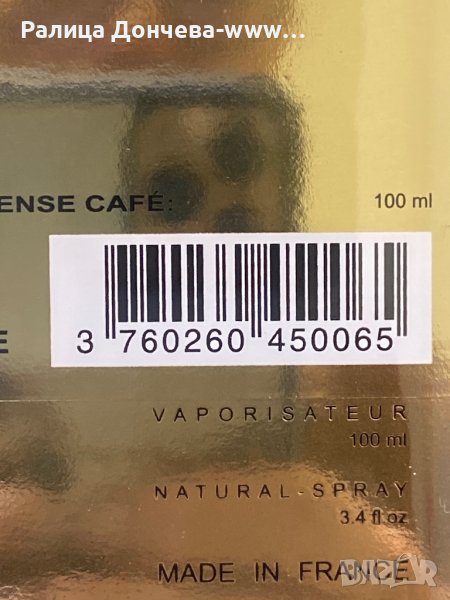 Ралица Дончева-www...
ENSE CAFÉ: 100 ml
3 760260 450065
E
VAPORISATEUR
100 ml
NATURAL-SPRAY
3.4 fl oz
MADE IN FRANCE
BAZAR